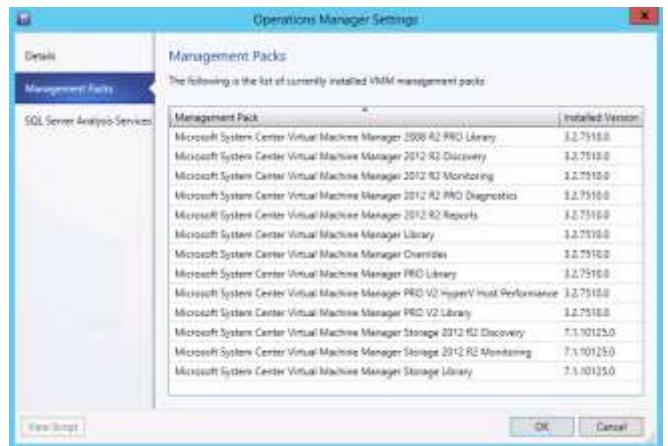 Operations Manager Settings
Details
Management Packs
SQL Server Analysis Services
Management Packs
The following is the list of currently installed VMM management packs
Management Pack Installed Version
Microsoft System Center Virtual Machine Manager 2008 R2 PRO Library 3.2.7510.0
Microsoft System Center Virtual Machine Manager 2012 R2 Discovery 3.2.7510.0
Microsoft System Center Virtual Machine Manager 2012 R2 Monitoring 3.2.7510.0
Microsoft System Center Virtual Machine Manager 2012 R2 PRO Diagnostics 3.2.7510.0
Microsoft System Center Virtual Machine Manager 2012 R2 Reports 3.2.7510.0
Microsoft System Center Virtual Machine Manager Library 3.2.7510.0
Microsoft System Center Virtual Machine Manager Overrides 3.2.7510.0
Microsoft System Center Virtual Machine Manager PRO Library 3.2.7510.0
Microsoft System Center Virtual Machine Manager PRO V2 HyperV Host Performance 3.2.7510.0
Microsoft System Center Virtual Machine Manager PRO V2 Library 3.2.7510.0
Microsoft System Center Virtual Machine Manager Storage 2012 R2 Discovery 7.1.10125.0
Microsoft System Center Virtual Machine Manager Storage 2012 R2 Monitoring 7.1.10125.0
Microsoft System Center Virtual Machine Manager Storage Library 7.1.10125.0
View Script OK Cancel